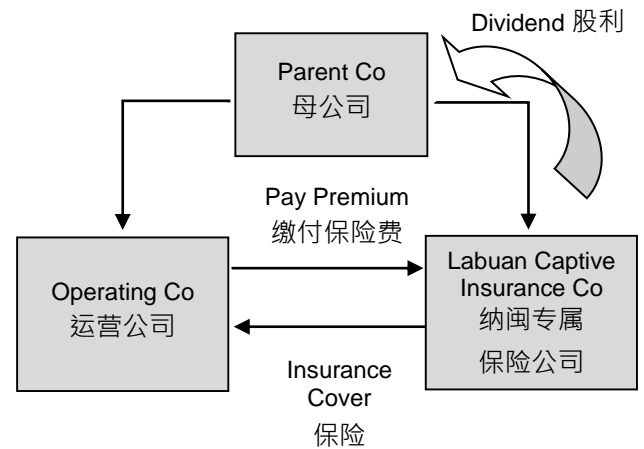 Dividend 股利
Parent Co
母公司
Pay Premium
缴付保险费
Operating Co
运营公司
Labuan Captive
Insurance Co
纳闽专属
保险公司
Insurance
Cover
保险